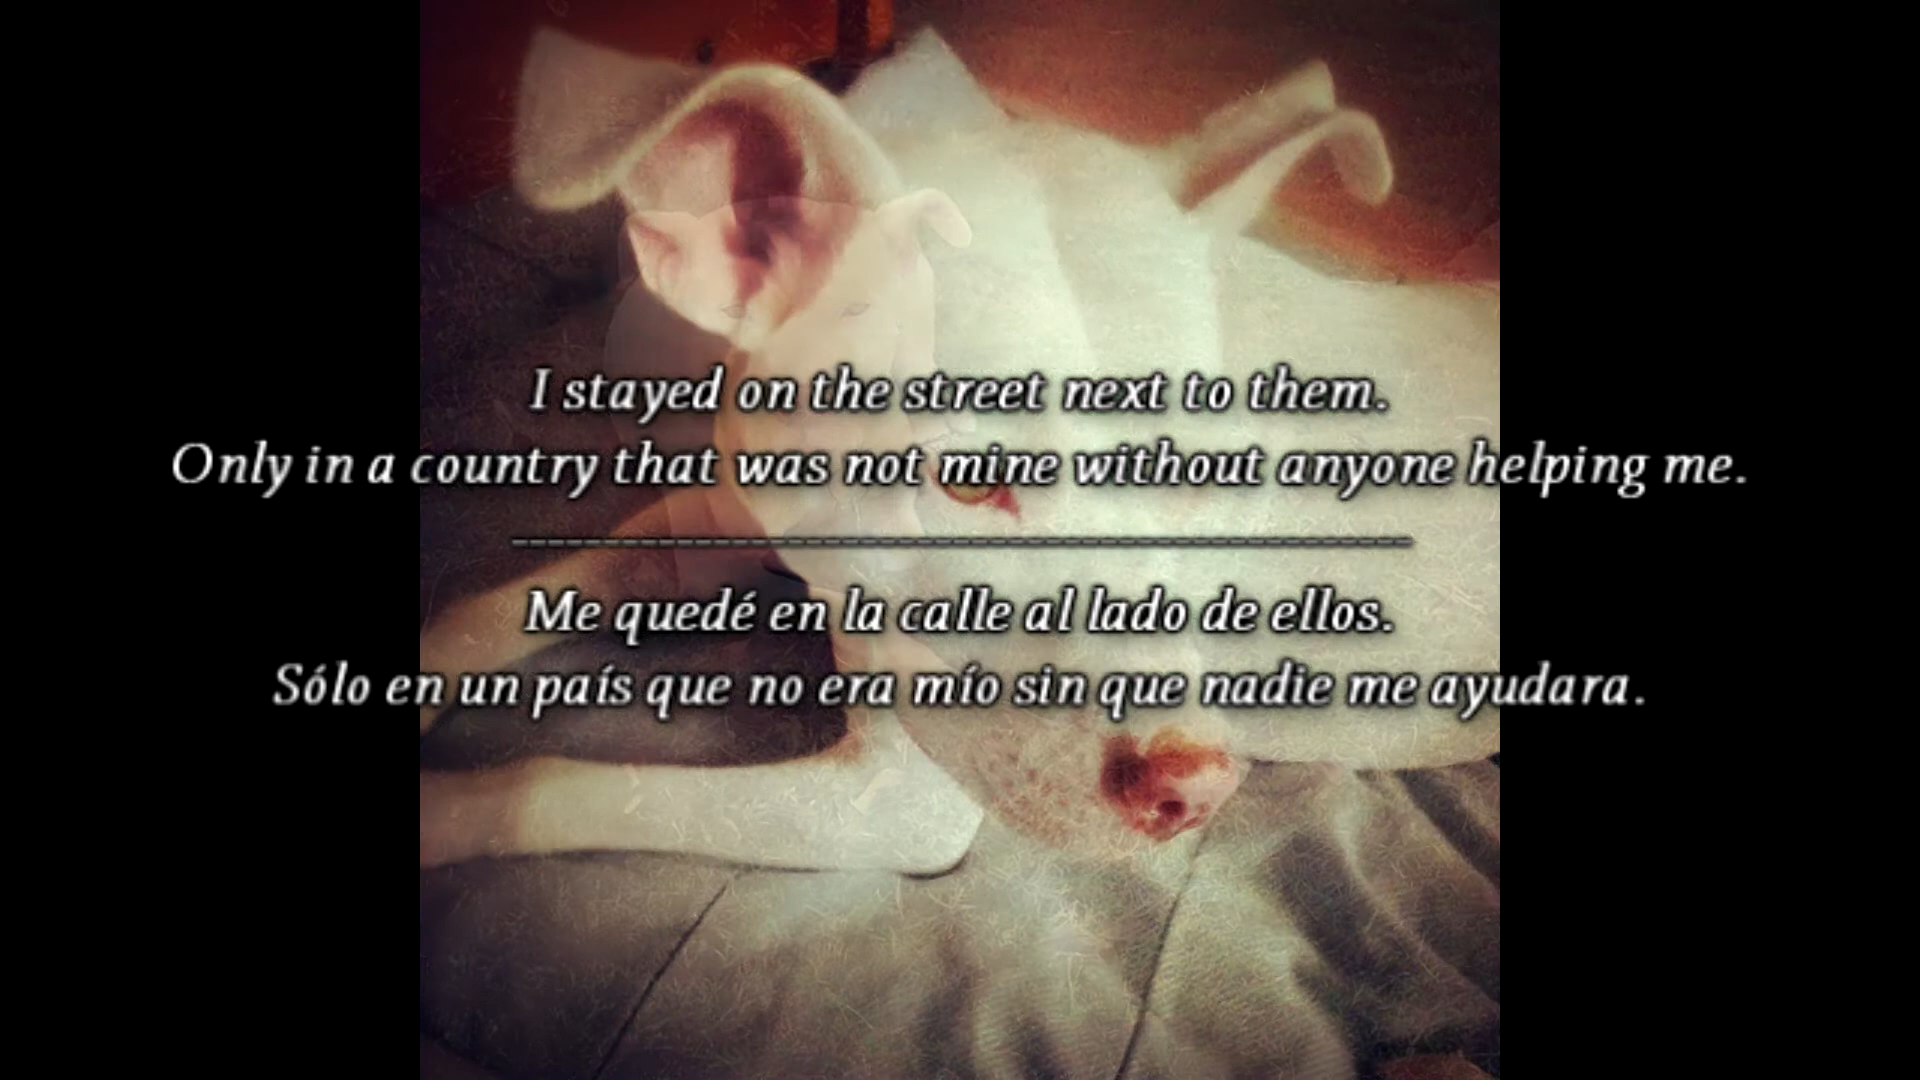 I stayed on the street next to them.
Only in a country that was not mine without anyone helping me.
--------------------------------------------------
Me quedé en la calle al lado de ellos.
Sólo en un país que no era mío sin que nadie me ayudara.